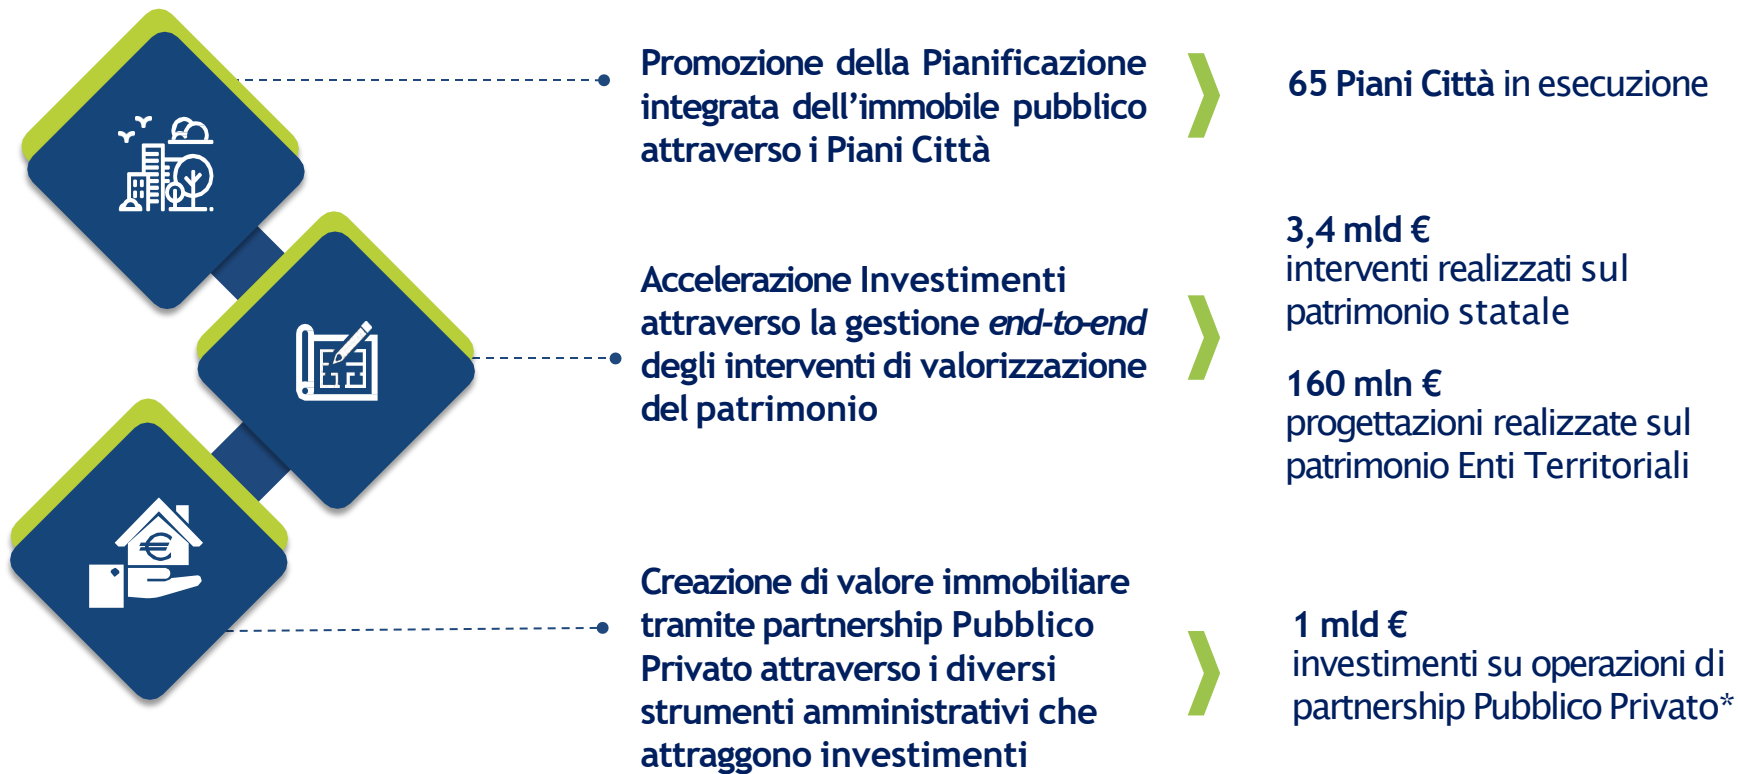 Promozione della Pianificazione
integrata dell’immobile pubblico
attraverso i Piani Città
65 Piani Città in esecuzione
Accelerazione Investimenti
attraverso la gestione end-to-end
degli interventi di valorizzazione
del patrimonio
3,4 mld €
interventi realizzati sul
patrimonio statale
160 mln €
progettazioni realizzate sul
patrimonio Enti Territoriali
€
Creazione di valore immobiliare
tramite partnership Pubblico
Privato attraverso i diversi
strumenti amministrativi che
attraggono investimenti
1 mld €
investimenti su operazioni di
partnership Pubblico Privato*